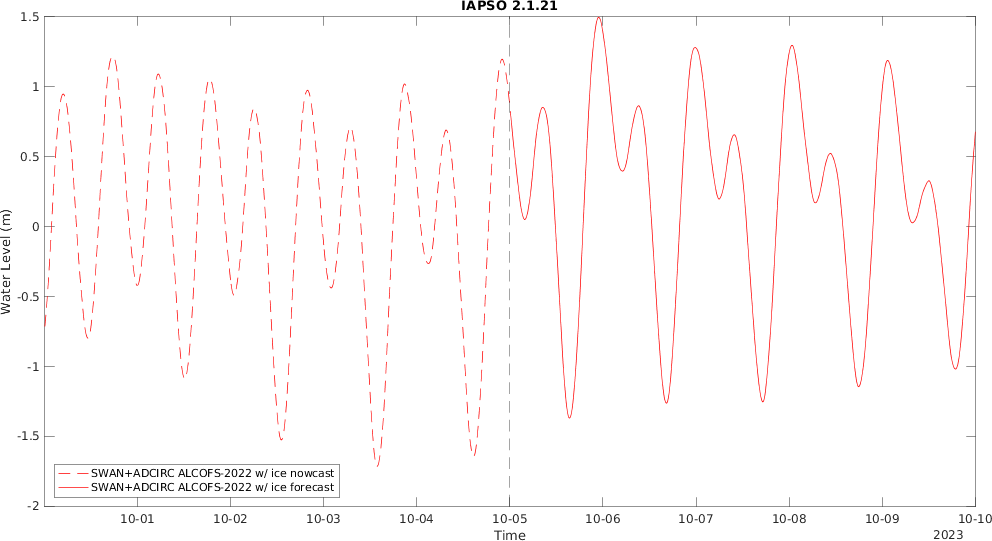 IAPSO 2.1.21
1.5
1
0.5
0
-0.5
-1
-1.5
-2
Water Level (m)
SWAN+ADCIRC ALCOFS-2022 w/ ice nowcast
SWAN+ADCIRC ALCOFS-2022 w/ ice forecast
10-01 10-02 10-03 10-04 10-05 10-06 10-07 10-08 10-09 10-10
Time
2023